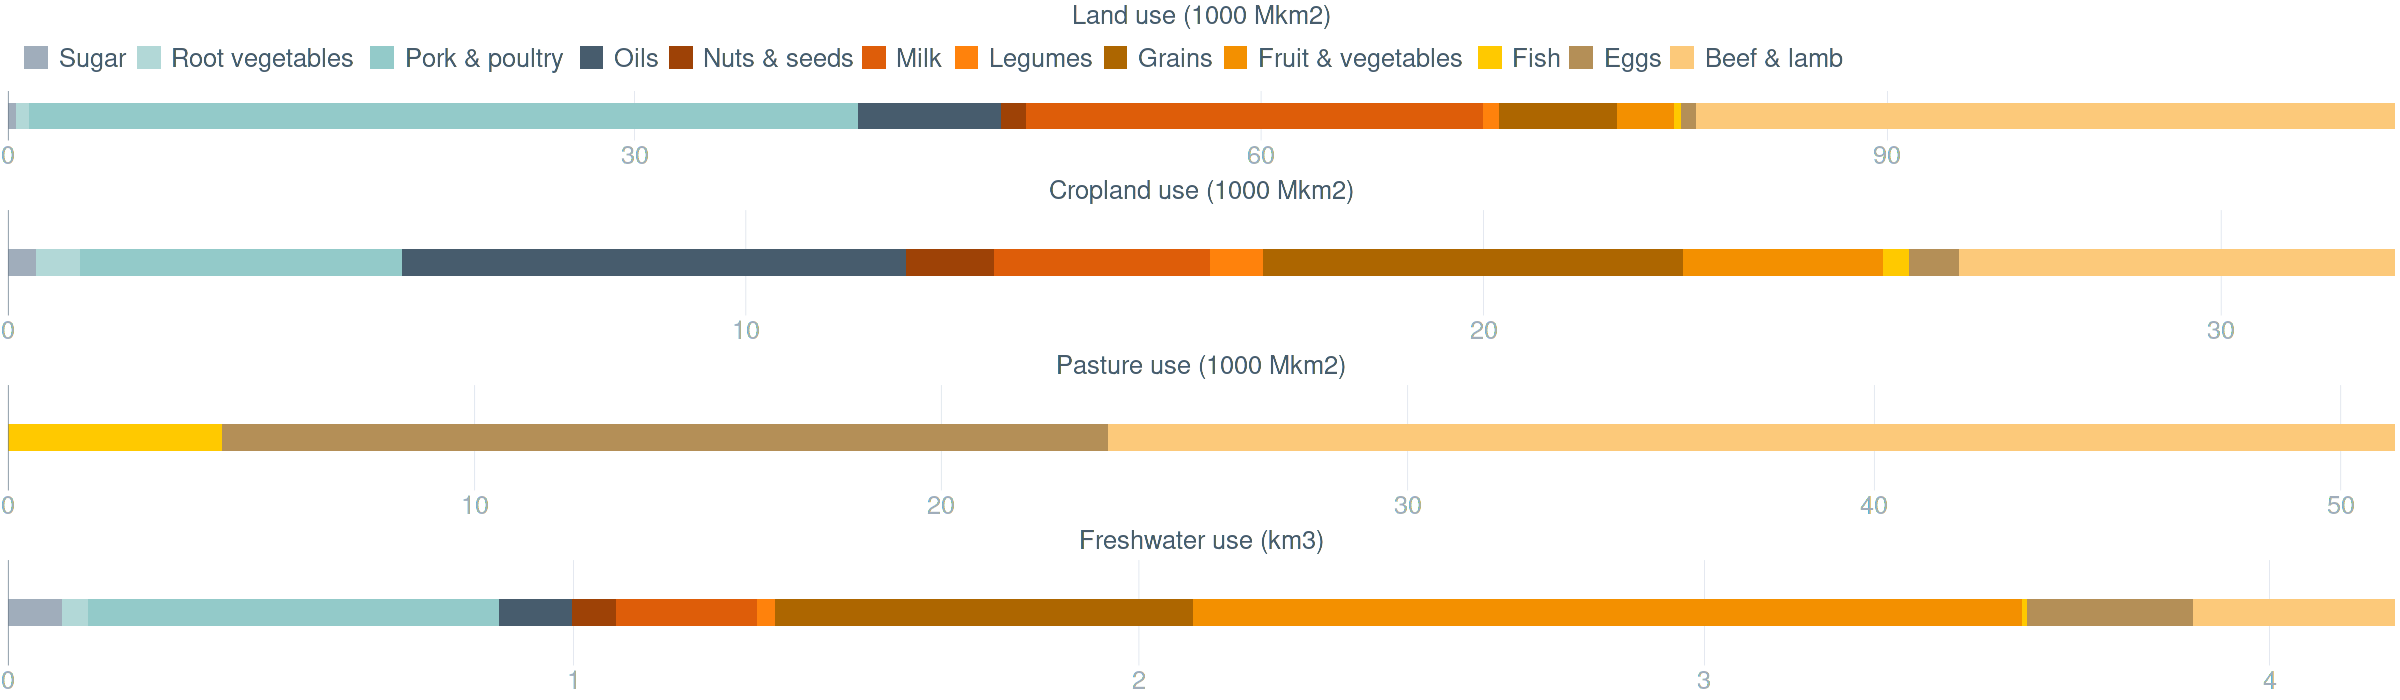 Land use (1000 Mkm2)
Sugar Root vegetables Pork & poultry Oils Nuts & seeds Milk Legumes Grains Fruit & vegetables Fish Eggs Beef & lamb
0 30 60 90
Cropland use (1000 Mkm2)
0 10 20 30
Pasture use (1000 Mkm2)
0 10 20 30 40 50
Freshwater use (km3)
0 1 2 3 4